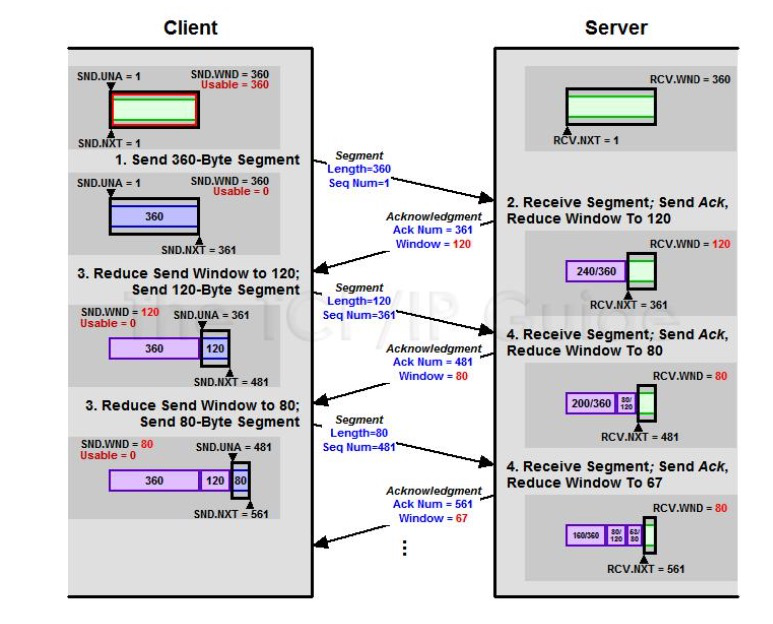 Client
Server
SND.UNA = 1
SND.WND = 360
Usable = 360
SND.NXT = 1
RCV.WND = 360
RCV.NXT = 1
1. Send 360-Byte Segment
Segment
Length=360
Seq Num=1
SND.UNA = 1
SND.WND = 360
Usable = 0
360
SND.NXT = 361
2. Receive Segment; Send Ack,
Reduce Window To 120
Acknowledgment
Ack Num = 361
Window = 120
RCV.WND = 120
240/360
RCV.NXT = 361
3. Reduce Send Window to 120;
Send 120-Byte Segment
Segment
Length=120
Seq Num=361
The TCP/IP Guide
SND.WND = 120
Usable = 0
SND.UNA = 361
360
120
SND.NXT = 481
4. Receive Segment; Send Ack,
Reduce Window To 80
Acknowledgment
Ack Num = 481
Window = 80
RCV.WND = 80
200/360
80/
120
RCV.NXT = 481
3. Reduce Send Window to 80;
Send 80-Byte Segment
Segment
Length=80
Seq Num=481
SND.WND = 80
Usable = 0
SND.UNA = 481
360
120
80
SND.NXT = 561
4. Receive Segment; Send Ack,
Reduce Window To 67
Acknowledgment
Ack Num = 561
Window = 67
RCV.WND = 80
160/360
80/
120
RCV.NXT = 561